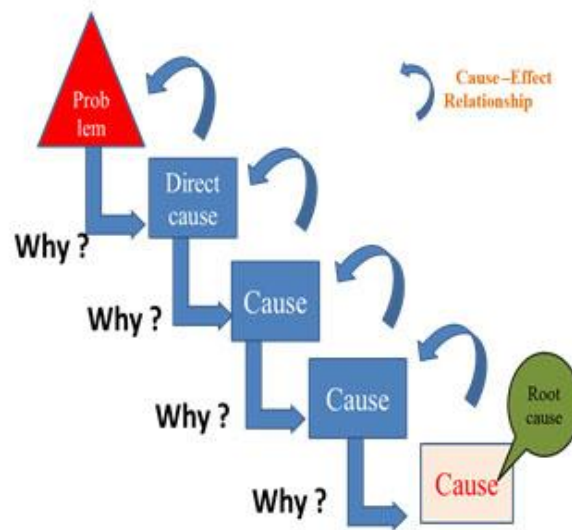 Prob
lem
Cause–Effect
Relationship
Direct
cause
Why ?
Cause
Why ?
Cause
Why ?
Root
cause
Cause
Why ?